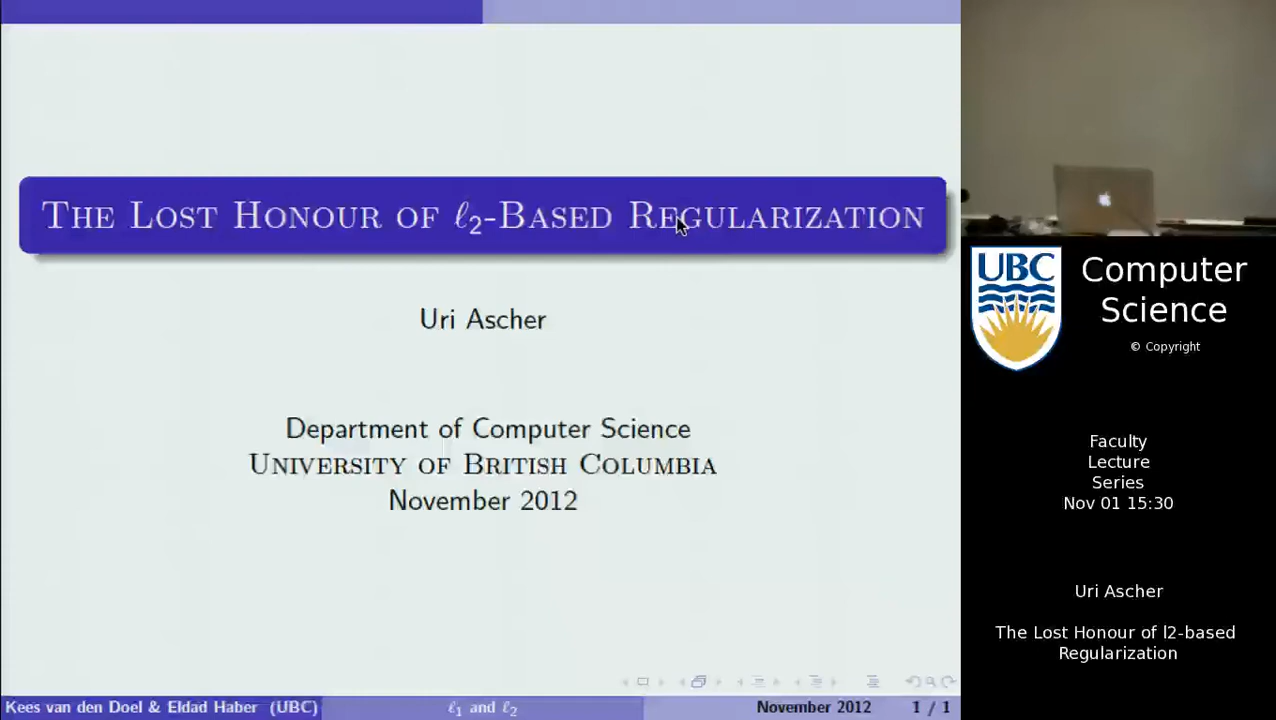 The Lost Honour of ℓ2-Based Regularization
Uri Ascher
Department of Computer Science
University of British Columbia
November 2012
Kees van den Doel & Eldad Haber (UBC)
ℓ1 and ℓ2
November 2012
1 / 1
UBC
Computer
Science
© Copyright
Faculty
Lecture
Series
Nov 01 15:30
Uri Ascher
The Lost Honour of l2-based
Regularization